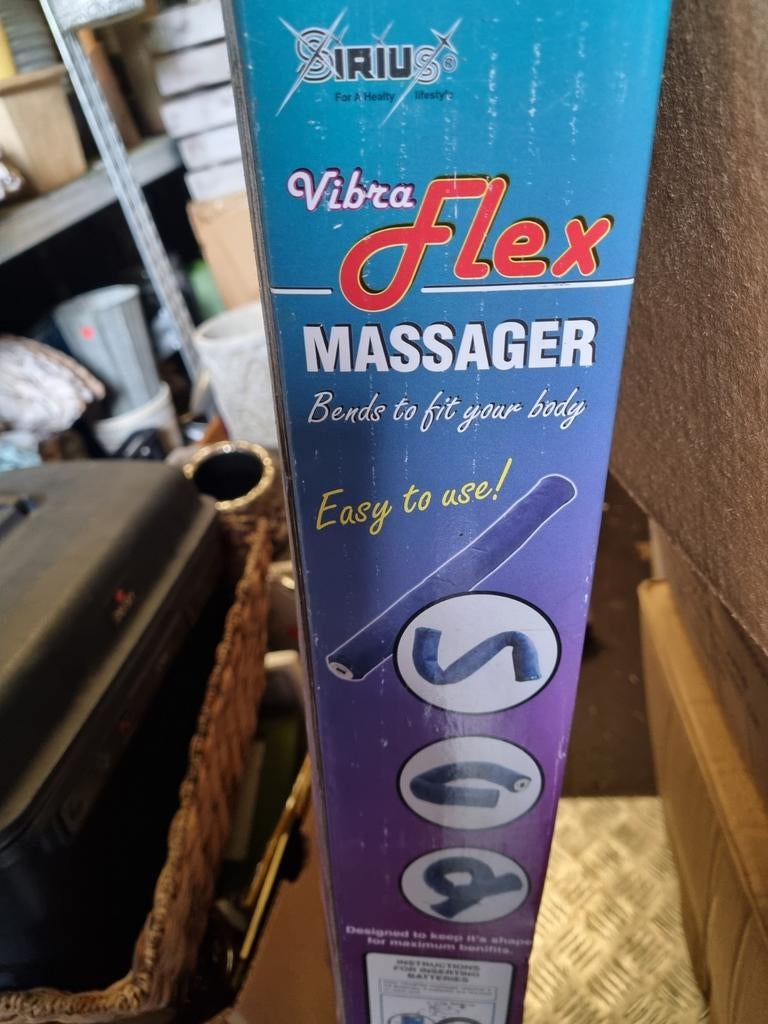 SIRIUS®
For A Healty lifestyle
Vibra
Flex
MASSAGER
Bends to fit your body
Easy to use!
Designed to keep it's shape
for maximum benifits.
INSTRUCTIONS
FOR INSERTING
BATTERIES